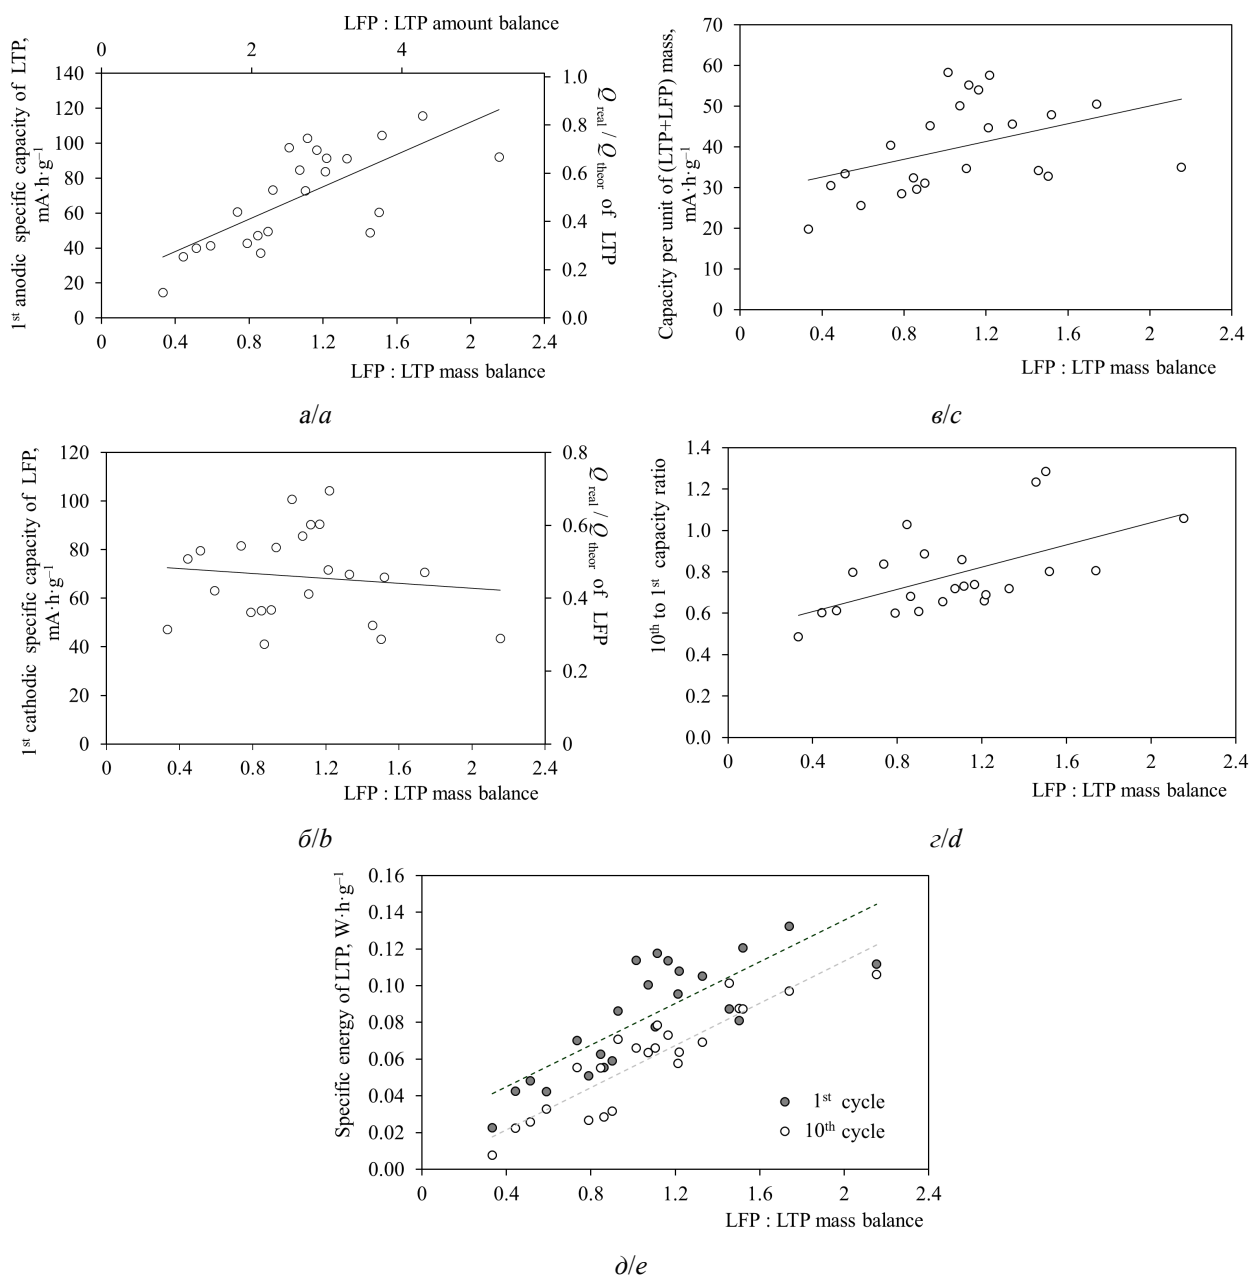 LFP : LTP amount balance
0 2 4
1st anodic specific capacity of LTP,
mA·h·g–1
140
120
100
80
60
40
20
0
1.0
0.8
0.6
0.4
0.2
0.0
Q real / Q theor of LTP
0 0.4 0.8 1.2 1.6 2 2.4
LFP : LTP mass balance
а/a
Capacity per unit of (LTP+LFP) mass,
mA·h·g–1
70
60
50
40
30
20
10
0
0 0.4 0.8 1.2 1.6 2 2.4
LFP : LTP mass balance
в/c
1st cathodic specific capacity of LFP,
mA·h·g–1
120
100
80
60
40
20
0
0.8
0.6
0.4
0.2
0
Q real / Q theor of LFP
0 0.4 0.8 1.2 1.6 2 2.4
LFP : LTP mass balance
б/b
10th to 1st capacity ratio
1.4
1.2
1.0
0.8
0.6
0.4
0.2
0.0
0 0.4 0.8 1.2 1.6 2 2.4
LFP : LTP mass balance
г/d
Specific energy of LTP, W·h·g–1
0.16
0.14
0.12
0.10
0.08
0.06
0.04
0.02
0.00
1st cycle
10th cycle
0 0.4 0.8 1.2 1.6 2 2.4
LFP : LTP mass balance
д/e